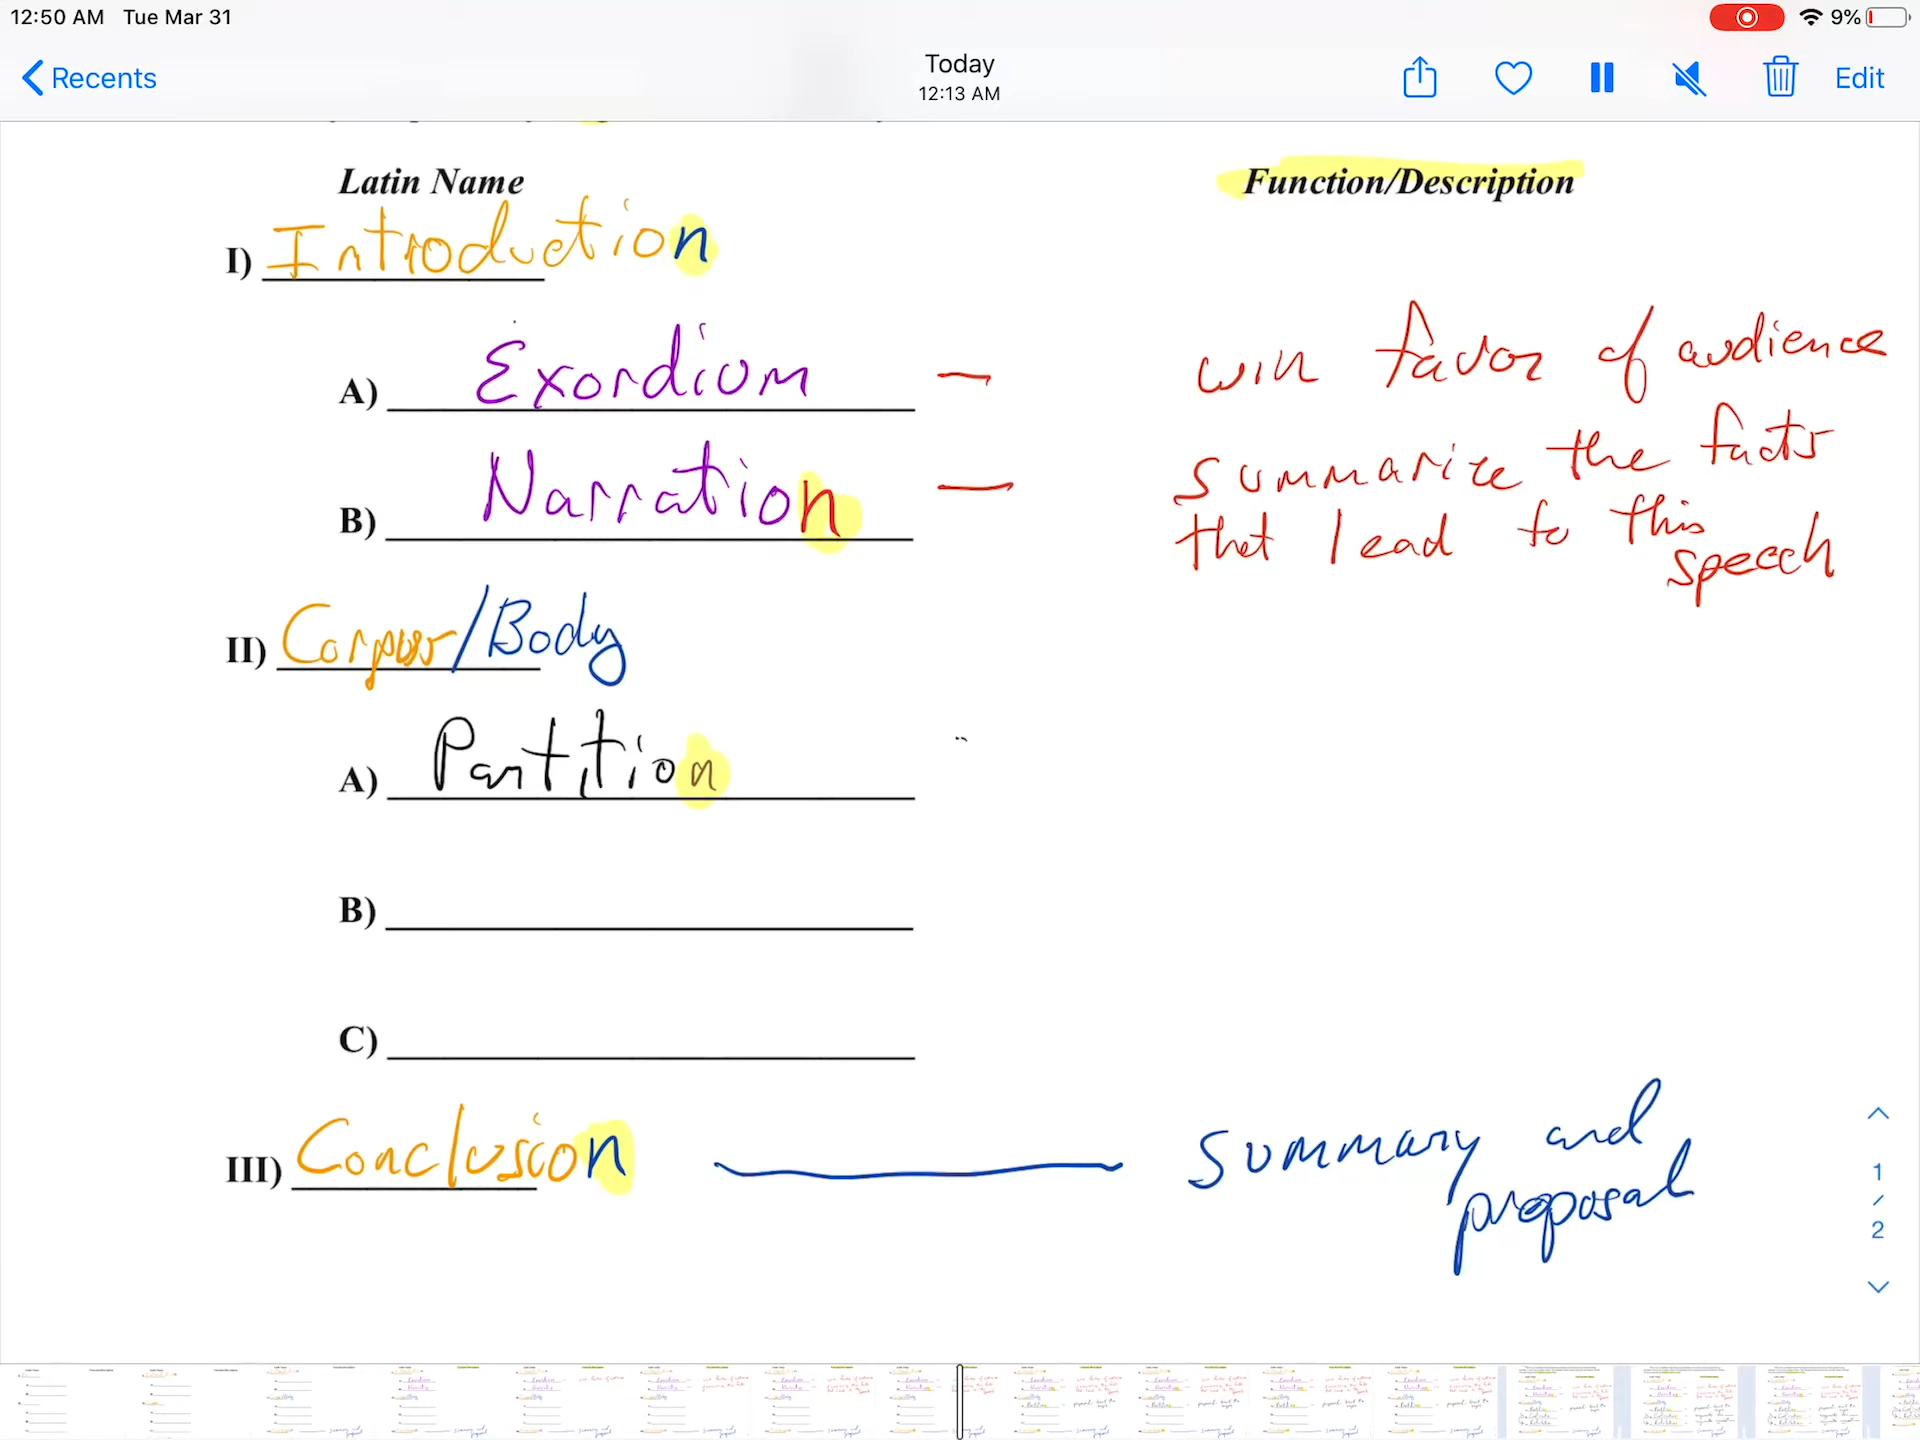 12:50 AM Tue Mar 31
9%
Recents
Today
12:13 AM
Edit
Latin Name
Function/Description
I) Introduction
A) Exordium — win favor of audience
B) Narration — summarize the facts
that lead to this
speech
II) Corpus/Body
A) Partition
B)
C)
III) Conclusion — summary and
proposal
1
/
2